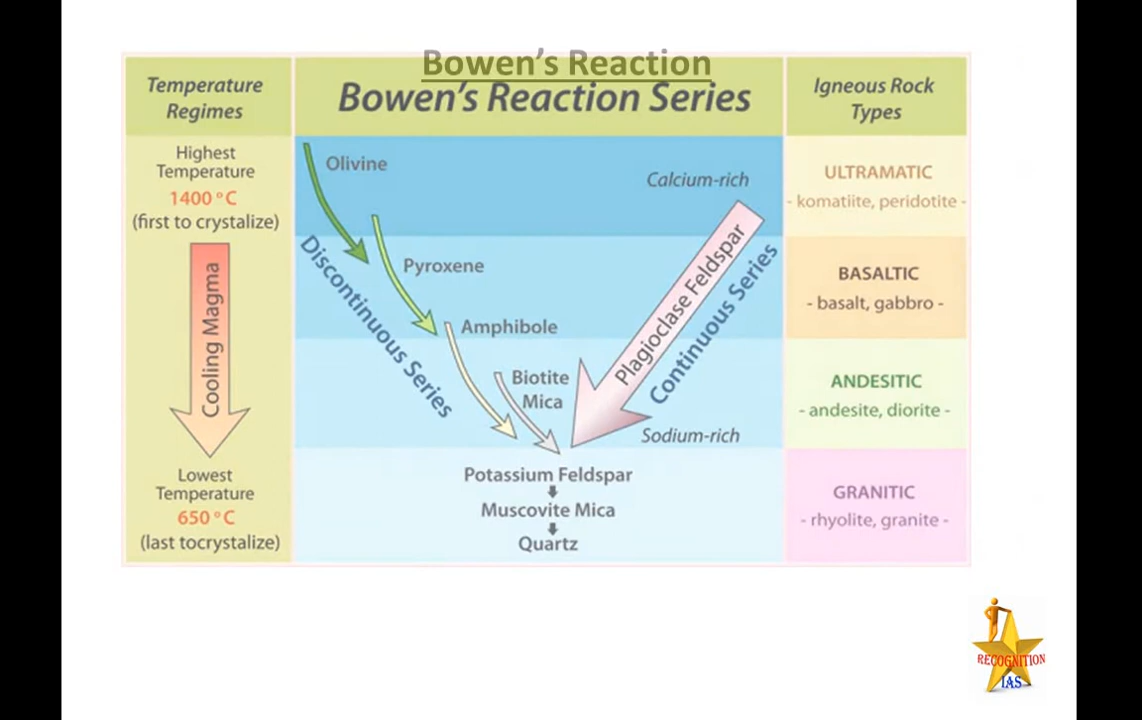 Bowen's Reaction
Temperature
Regimes
Bowen's Reaction Series
Igneous Rock
Types
Highest
Temperature
1400 °C
(first to crystalize)
Cooling Magma
Lowest
Temperature
650 °C
(last tocrystalize)
Olivine
Pyroxene
Amphibole
Biotite
Mica
Discontinuous Series
Calcium-rich
Plagioclase Feldspar
Continuous Series
Sodium-rich
Potassium Feldspar
Muscovite Mica
Quartz
ULTRAMATIC
- komatiite, peridotite -
BASALTIC
- basalt, gabbro -
ANDESITIC
- andesite, diorite -
GRANITIC
- rhyolite, granite -
RECOGNITION
IAS